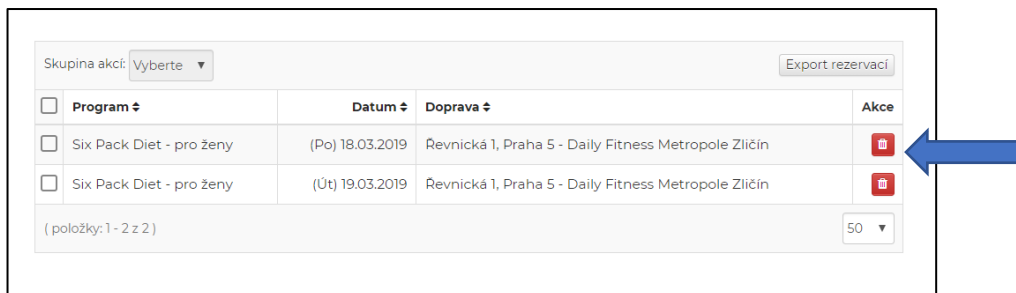 Skupina akcí: Vyberte ▼ Export rezervací
Program Datum Doprava Akce
Six Pack Diet - pro ženy (Po) 18.03.2019 Řevnická 1, Praha 5 - Daily Fitness Metropole Zličín
Six Pack Diet - pro ženy (Út) 19.03.2019 Řevnická 1, Praha 5 - Daily Fitness Metropole Zličín
( položky: 1 - 2 z 2 ) 50 ▼